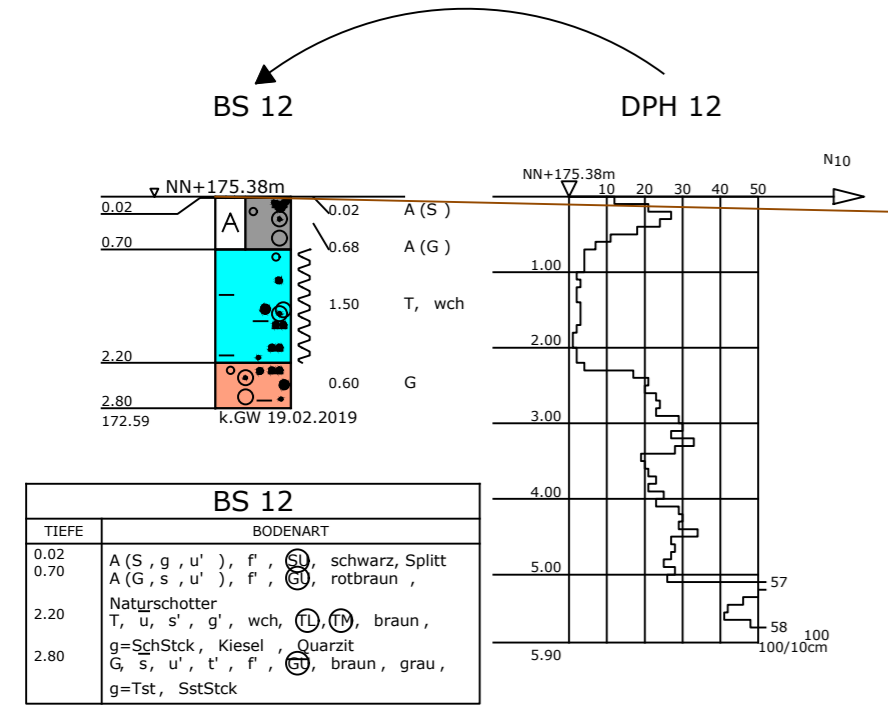 BS 12
DPH 12
NN+175.38m
0.02
0.70
2.20
2.80
172.59
A
0.02 A (S )
0.68 A (G )
1.50 T, wch
0.60 G
k.GW 19.02.2019
N10
NN+175.38m
10 20 30 40 50
1.00
2.00
3.00
4.00
5.00
57
58
100
100/10cm
5.90
BS 12
TIEFE BODENART
0.02 A (S , g , u' ), f' , SU, schwarz, Splitt
0.70 A (G, s , u' ), f' , GU, rotbraun ,
Naturschotter
2.20 T, u̅, s' , g' , wch, TL, TM, braun ,
g=SchStck , Kiesel , Quarzit
2.80 G, s̅, u' , t' , f' , GU̅, braun , grau ,
g=Tst, SstStck